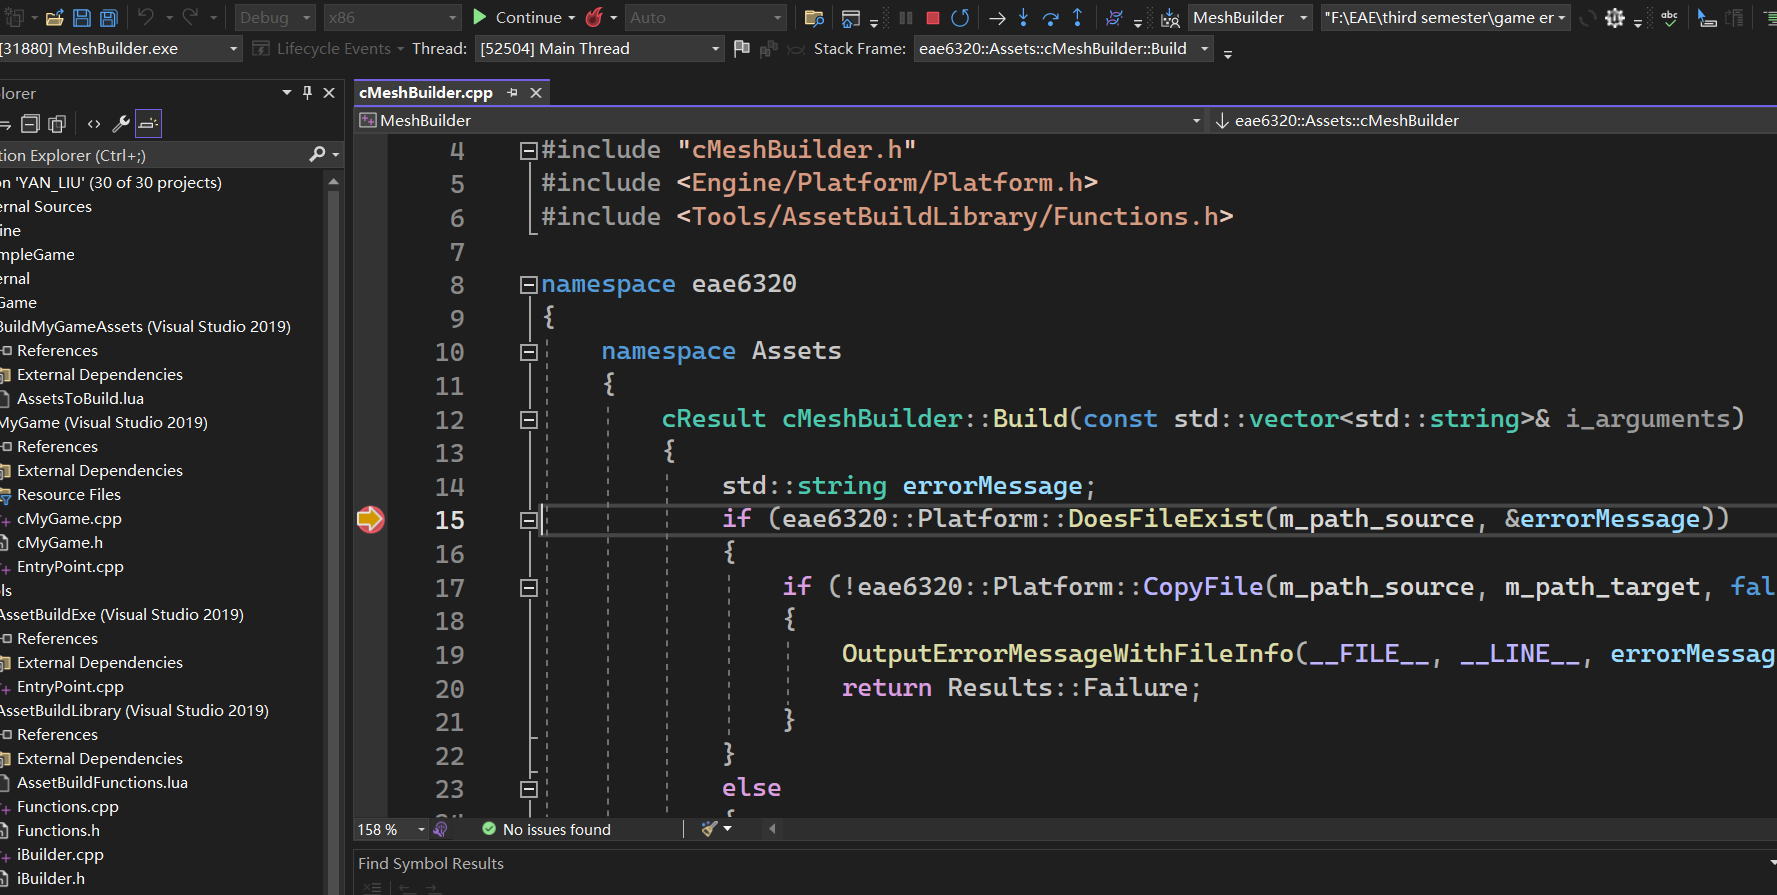 Debug x86 Continue Auto MeshBuilder "F:\EAE\third semester\game er
[31880] MeshBuilder.exe Lifecycle Events Thread: [52504] Main Thread Stack Frame: eae6320::Assets::cMeshBuilder::Build
lorer
tion Explorer (Ctrl+;)
on 'YAN_LIU' (30 of 30 projects)
ernal Sources
ine
mpleGame
ernal
Game
BuildMyGameAssets (Visual Studio 2019)
References
External Dependencies
AssetsToBuild.lua
MyGame (Visual Studio 2019)
References
External Dependencies
Resource Files
cMyGame.cpp
cMyGame.h
EntryPoint.cpp
ls
AssetBuildExe (Visual Studio 2019)
References
External Dependencies
EntryPoint.cpp
AssetBuildLibrary (Visual Studio 2019)
References
External Dependencies
AssetBuildFunctions.lua
Functions.cpp
Functions.h
iBuilder.cpp
iBuilder.h
cMeshBuilder.cpp
MeshBuilder eae6320::Assets::cMeshBuilder
4 #include "cMeshBuilder.h"
5 #include <Engine/Platform/Platform.h>
6 #include <Tools/AssetBuildLibrary/Functions.h>
7
8 namespace eae6320
9 {
10 namespace Assets
11 {
12 cResult cMeshBuilder::Build(const std::vector<std::string>& i_arguments)
13 {
14 std::string errorMessage;
15 if (eae6320::Platform::DoesFileExist(m_path_source, &errorMessage))
16 {
17 if (!eae6320::Platform::CopyFile(m_path_source, m_path_target, fal
18 {
19 OutputErrorMessageWithFileInfo(__FILE__, __LINE__, errorMessag
20 return Results::Failure;
21 }
22 }
23 else
158 % No issues found
Find Symbol Results